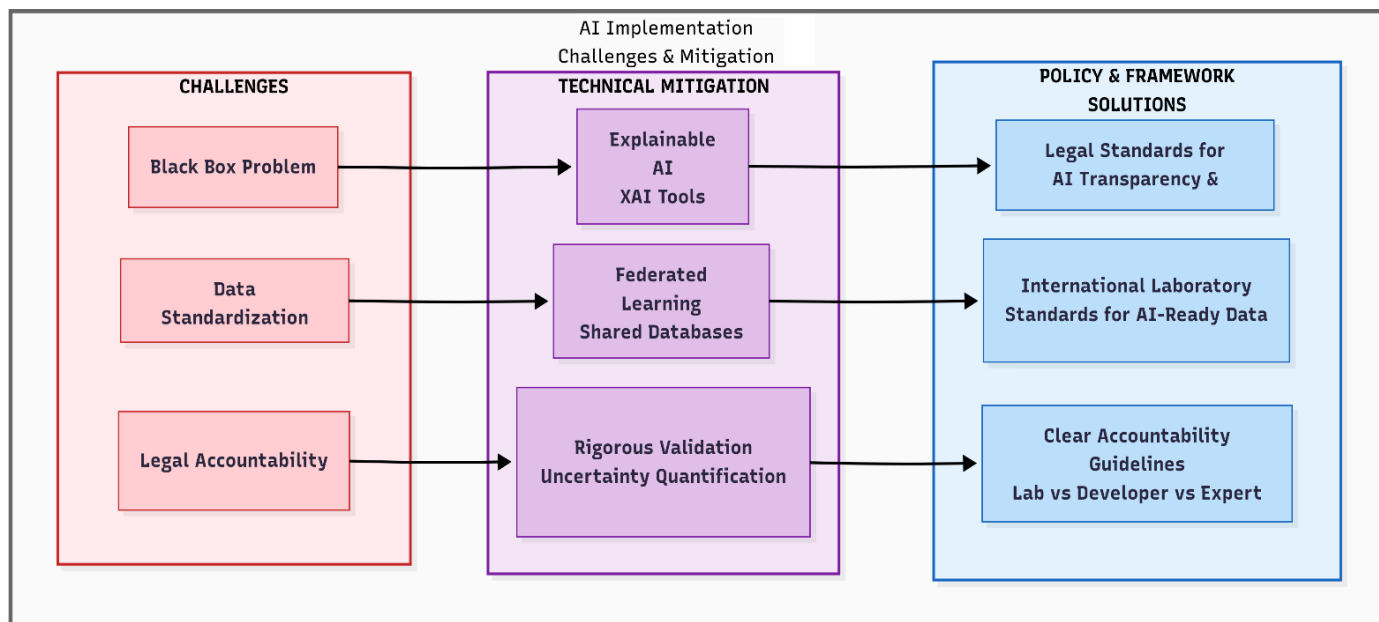 AI Implementation
Challenges & Mitigation
CHALLENGES
Black Box Problem
Data
Standardization
Legal Accountability
TECHNICAL MITIGATION
Explainable
AI
XAI Tools
Federated
Learning
Shared Databases
Rigorous Validation
Uncertainty Quantification
POLICY & FRAMEWORK
SOLUTIONS
Legal Standards for
AI Transparency &
International Laboratory
Standards for AI-Ready Data
Clear Accountability
Guidelines
Lab vs Developer vs Expert